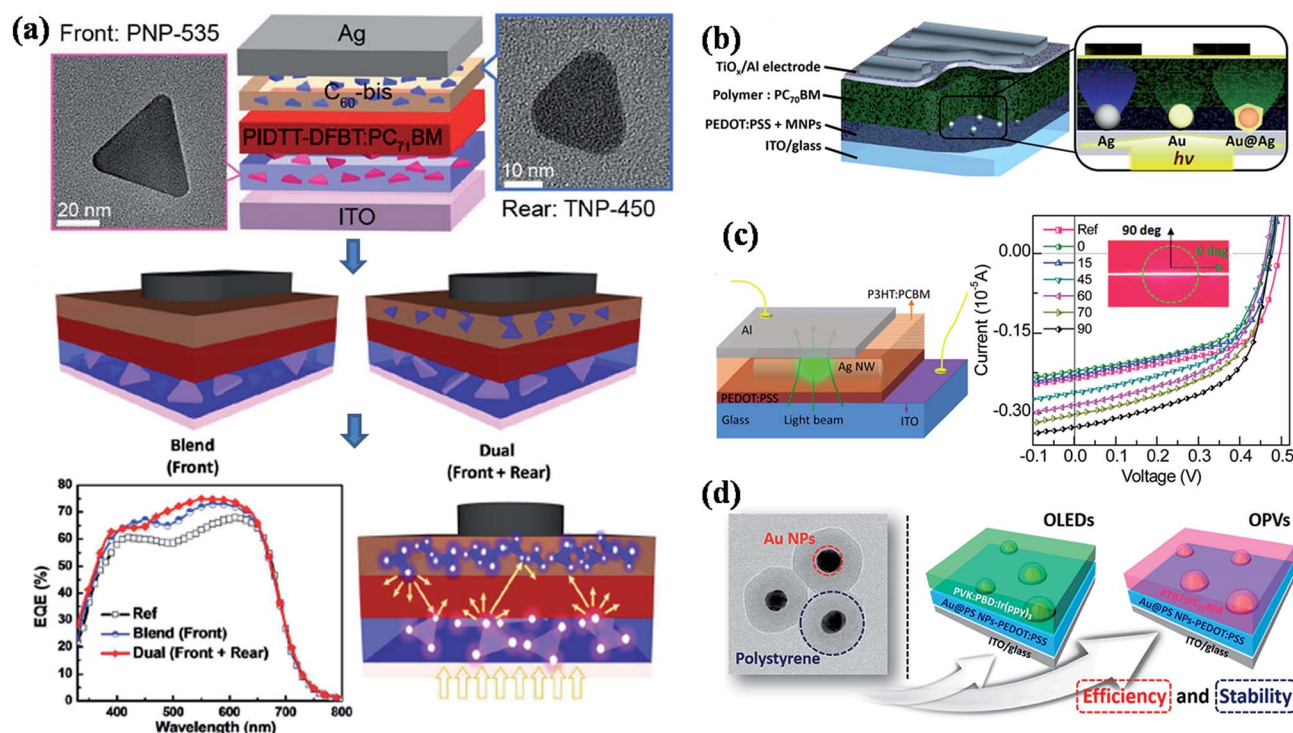 (a)
Front: PNP-535
20 nm
Ag
C60-bis
PIDTT-DFBT:PC71BM
ITO
10 nm
Rear: TNP-450
Blend
(Front)
Dual
(Front + Rear)
EQE (%)
80
70
60
50
40
30
20
10
0
Ref
Blend (Front)
Dual (Front + Rear)
400 500 600 700 800
Wavelength (nm)
(b)
TiOx/Al electrode
Polymer : PC70BM
PEDOT:PSS + MNPs
ITO/glass
Ag Au Au@Ag
hv
(c)
Al
P3HT:PCBM
Ag NW
PEDOT:PSS
Glass
Light beam
ITO
Current (10-5A)
0.00
-0.15
-0.30
Ref
0
15
45
60
70
90
90 deg
0 deg
-0.1 0.0 0.1 0.2 0.3 0.4 0.5
Voltage (V)
(d)
Au NPs
Polystyrene
OLEDs
PVK:PBD:Ir(ppy)3
Au@PS NPs-PEDOT:PSS
ITO/glass
OPVs
PTB7:PC71BM
Au@PS NPs-PEDOT:PSS
ITO/glass
Efficiency and Stability